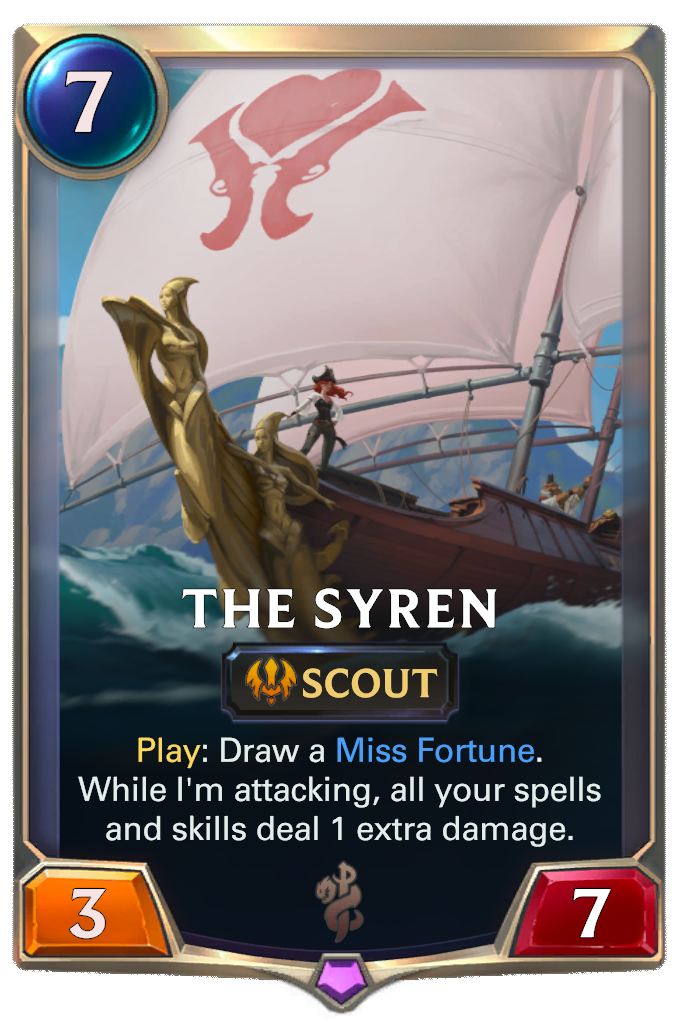 7
THE SYREN
SCOUT
Play: Draw a Miss Fortune.
While I'm attacking, all your spells
and skills deal 1 extra damage.
3
7